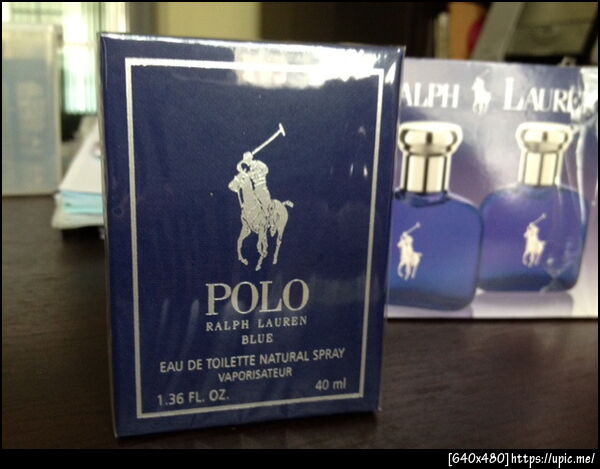 POLO
RALPH LAUREN
BLUE
EAU DE TOILETTE NATURAL SPRAY
VAPORISATEUR
1.36 FL. OZ. 40 ml
ALPH LAURE
[640x480]https://upic.me/